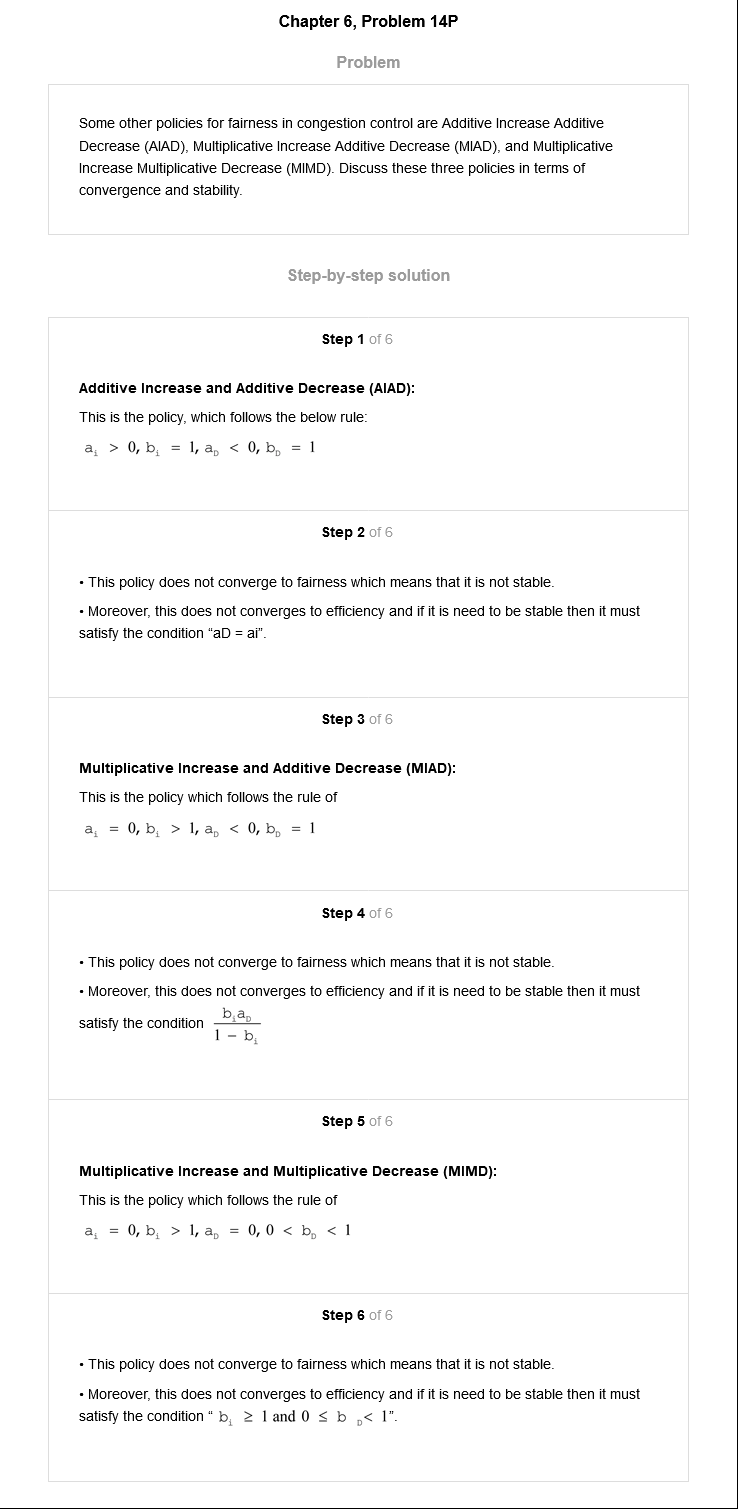 Chapter 6, Problem 14P
Problem
Some other policies for fairness in congestion control are Additive Increase Additive
Decrease (AIAD), Multiplicative Increase Additive Decrease (MIAD), and Multiplicative
Increase Multiplicative Decrease (MIMD). Discuss these three policies in terms of
convergence and stability.
Step-by-step solution
Step 1 of 6
Additive Increase and Additive Decrease (AIAD):
This is the policy, which follows the below rule:
a_i > 0, b_i = 1, a_D < 0, b_D = 1
Step 2 of 6
• This policy does not converge to fairness which means that it is not stable.
• Moreover, this does not converges to efficiency and if it is need to be stable then it must
satisfy the condition “aD = ai”.
Step 3 of 6
Multiplicative Increase and Additive Decrease (MIAD):
This is the policy which follows the rule of
a_i = 0, b_i > 1, a_D < 0, b_D = 1
Step 4 of 6
• This policy does not converge to fairness which means that it is not stable.
• Moreover, this does not converges to efficiency and if it is need to be stable then it must
satisfy the condition b_i a_D / 1 − b_i
Step 5 of 6
Multiplicative Increase and Multiplicative Decrease (MIMD):
This is the policy which follows the rule of
a_i = 0, b_i > 1, a_D = 0, 0 < b_D < 1
Step 6 of 6
• This policy does not converge to fairness which means that it is not stable.
• Moreover, this does not converges to efficiency and if it is need to be stable then it must
satisfy the condition “ b_i ≥ 1 and 0 ≤ b_D < 1”.